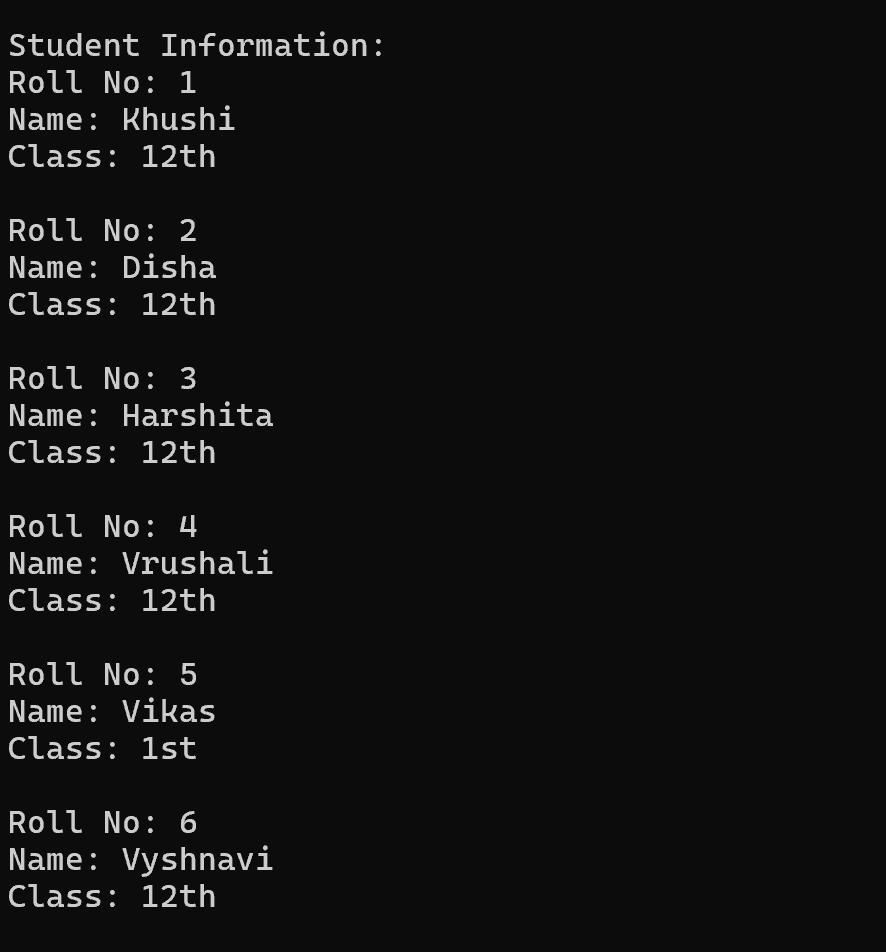 Student Information:
Roll No: 1
Name: Khushi
Class: 12th
Roll No: 2
Name: Disha
Class: 12th
Roll No: 3
Name: Harshita
Class: 12th
Roll No: 4
Name: Vrushali
Class: 12th
Roll No: 5
Name: Vikas
Class: 1st
Roll No: 6
Name: Vyshnavi
Class: 12th